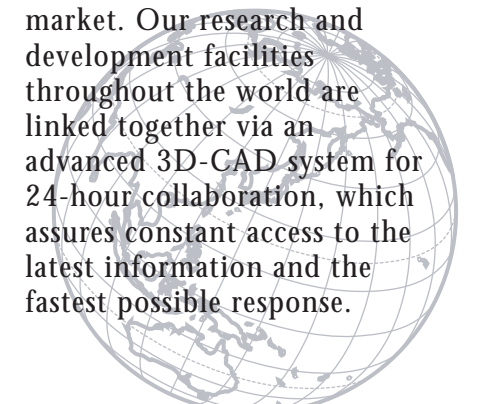 market. Our research and
development facilities
throughout the world are
linked together via an
advanced 3D-CAD system for
24-hour collaboration, which
assures constant access to the
latest information and the
fastest possible response.